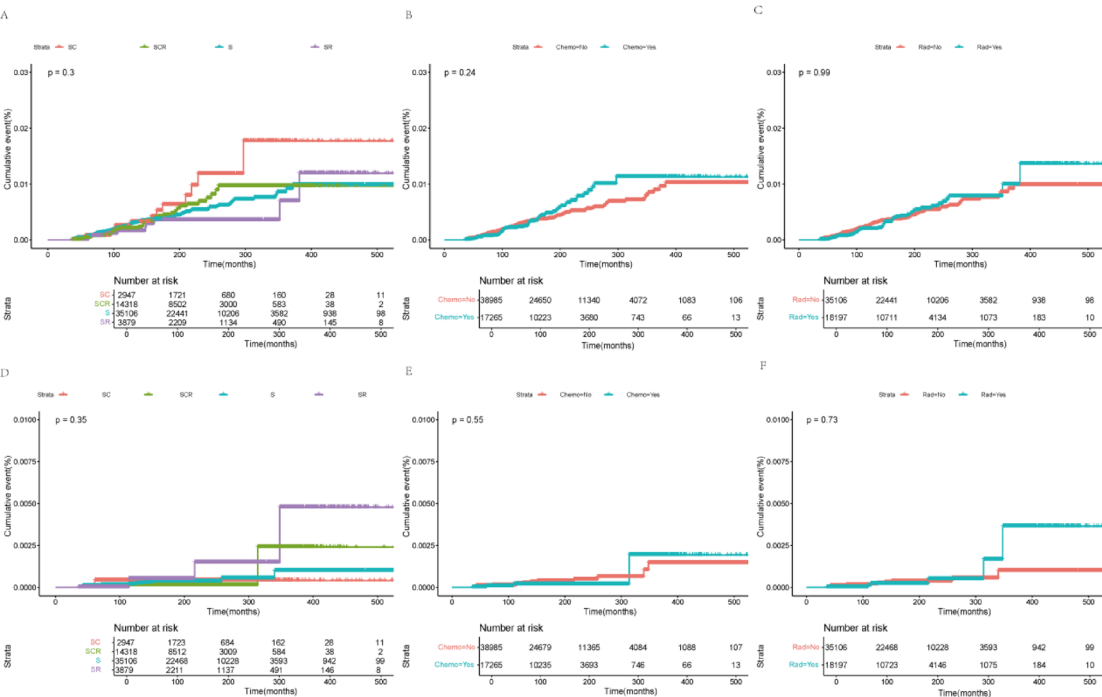 A
Strata SC SCR S SR
p = 0.3
Cumulative event(%)
0.03
0.02
0.01
0.00
0 100 200 300 400 500
Time(months)
Number at risk
Strata
SC 2947 1721 680 160 28 11
SCR 14318 8502 3000 583 38 2
S 35106 22441 10206 3582 938 98
SR 3879 2209 1134 490 145 8
0 100 200 300 400 500
Time(months)
B
Strata Chemo=No Chemo=Yes
p = 0.24
Cumulative event(%)
0.03
0.02
0.01
0.00
0 100 200 300 400 500
Time(months)
Number at risk
Strata
Chemo=No 38985 24650 11340 4072 1083 106
Chemo=Yes 17265 10223 3680 743 66 13
0 100 200 300 400 500
Time(months)
C
Strata Rad=No Rad=Yes
p = 0.99
Cumulative event(%)
0.03
0.02
0.01
0.00
0 100 200 300 400 500
Time(months)
Number at risk
Strata
Rad=No 35106 22441 10206 3582 938 98
Rad=Yes 18197 10711 4134 1073 183 10
0 100 200 300 400 500
Time(months)
D
Strata SC SCR S SR
p = 0.35
Cumulative event(%)
0.0100
0.0075
0.0050
0.0025
0.0000
0 100 200 300 400 500
Time(months)
Number at risk
Strata
SC 2947 1723 684 162 28 11
SCR 14318 8512 3009 584 38 2
S 35106 22468 10228 3593 942 99
SR 3879 2211 1137 491 146 8
0 100 200 300 400 500
Time(months)
E
Strata Chemo=No Chemo=Yes
p = 0.55
Cumulative event(%)
0.0100
0.0075
0.0050
0.0025
0.0000
0 100 200 300 400 500
Time(months)
Number at risk
Strata
Chemo=No 38985 24679 11365 4084 1088 107
Chemo=Yes 17265 10235 3693 746 66 13
0 100 200 300 400 500
Time(months)
F
Strata Rad=No Rad=Yes
p = 0.73
Cumulative event(%)
0.0100
0.0075
0.0050
0.0025
0.0000
0 100 200 300 400 500
Time(months)
Number at risk
Strata
Rad=No 35106 22468 10228 3593 942 99
Rad=Yes 18197 10723 4146 1075 184 10
0 100 200 300 400 500
Time(months)